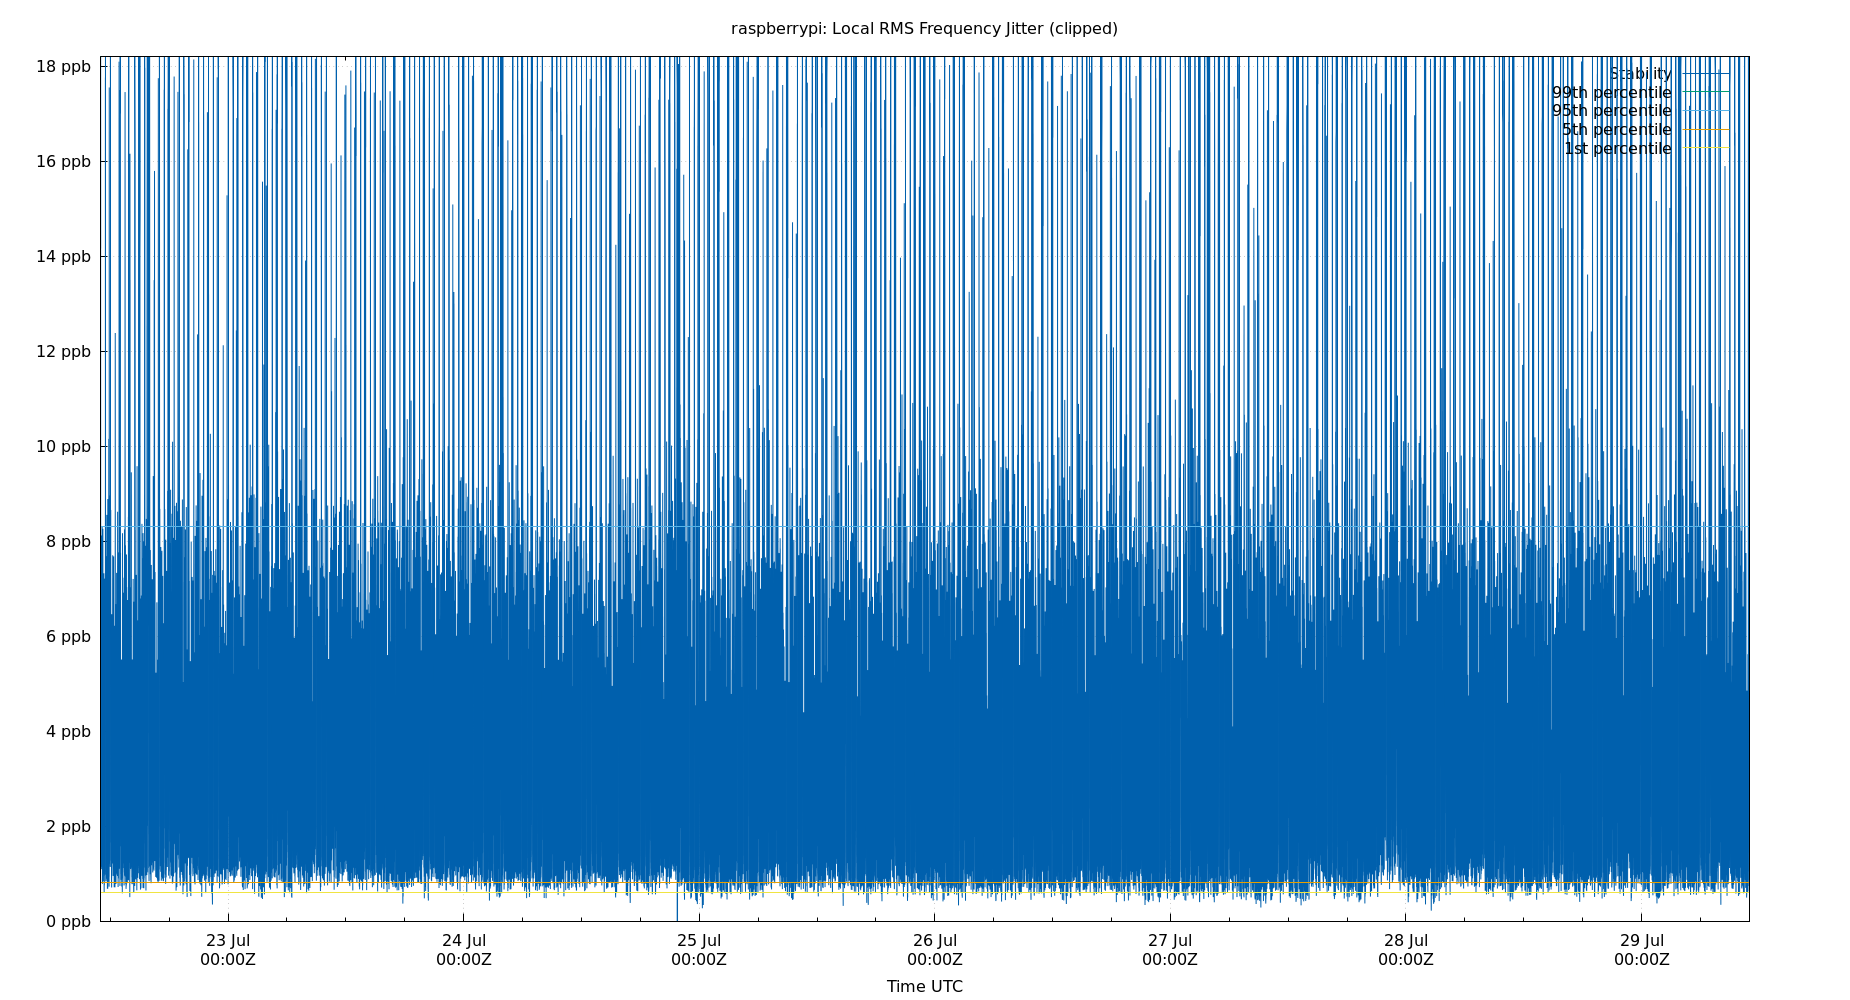 raspberrypi: Local RMS Frequency Jitter (clipped)
18 ppb
16 ppb
14 ppb
12 ppb
10 ppb
8 ppb
6 ppb
4 ppb
2 ppb
0 ppb
Stability
99th percentile
95th percentile
5th percentile
1st percentile
23 Jul 24 Jul 25 Jul 26 Jul 27 Jul 28 Jul 29 Jul
00:00Z 00:00Z 00:00Z 00:00Z 00:00Z 00:00Z 00:00Z
Time UTC